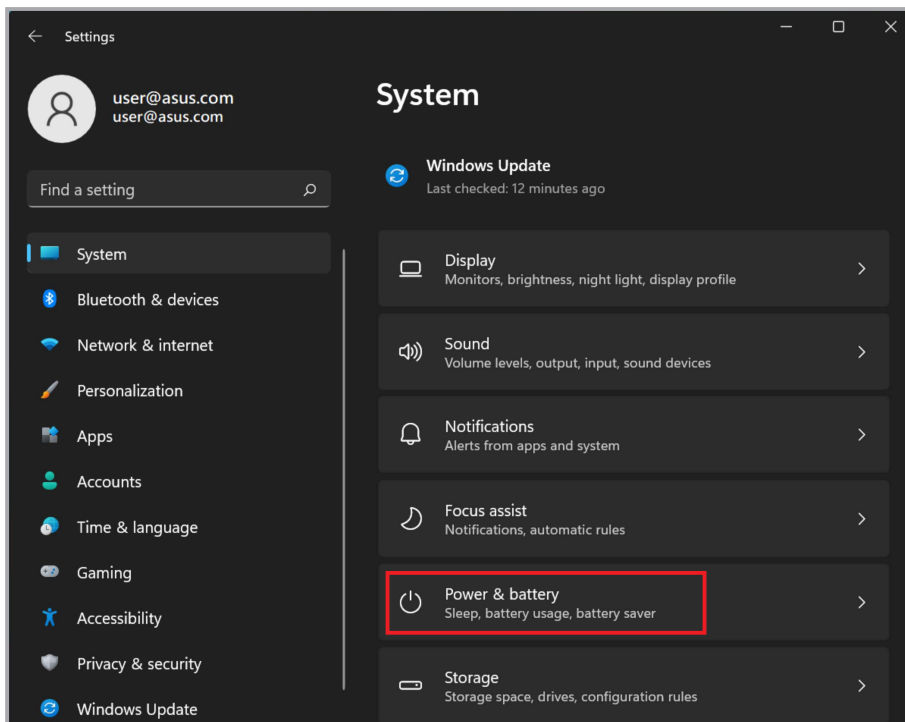 Settings
user@asus.com
user@asus.com
Find a setting
System
Bluetooth & devices
Network & internet
Personalization
Apps
Accounts
Time & language
Gaming
Accessibility
Privacy & security
Windows Update
System
Windows Update
Last checked: 12 minutes ago
Display
Monitors, brightness, night light, display profile
Sound
Volume levels, output, input, sound devices
Notifications
Alerts from apps and system
Focus assist
Notifications, automatic rules
Power & battery
Sleep, battery usage, battery saver
Storage
Storage space, drives, configuration rules